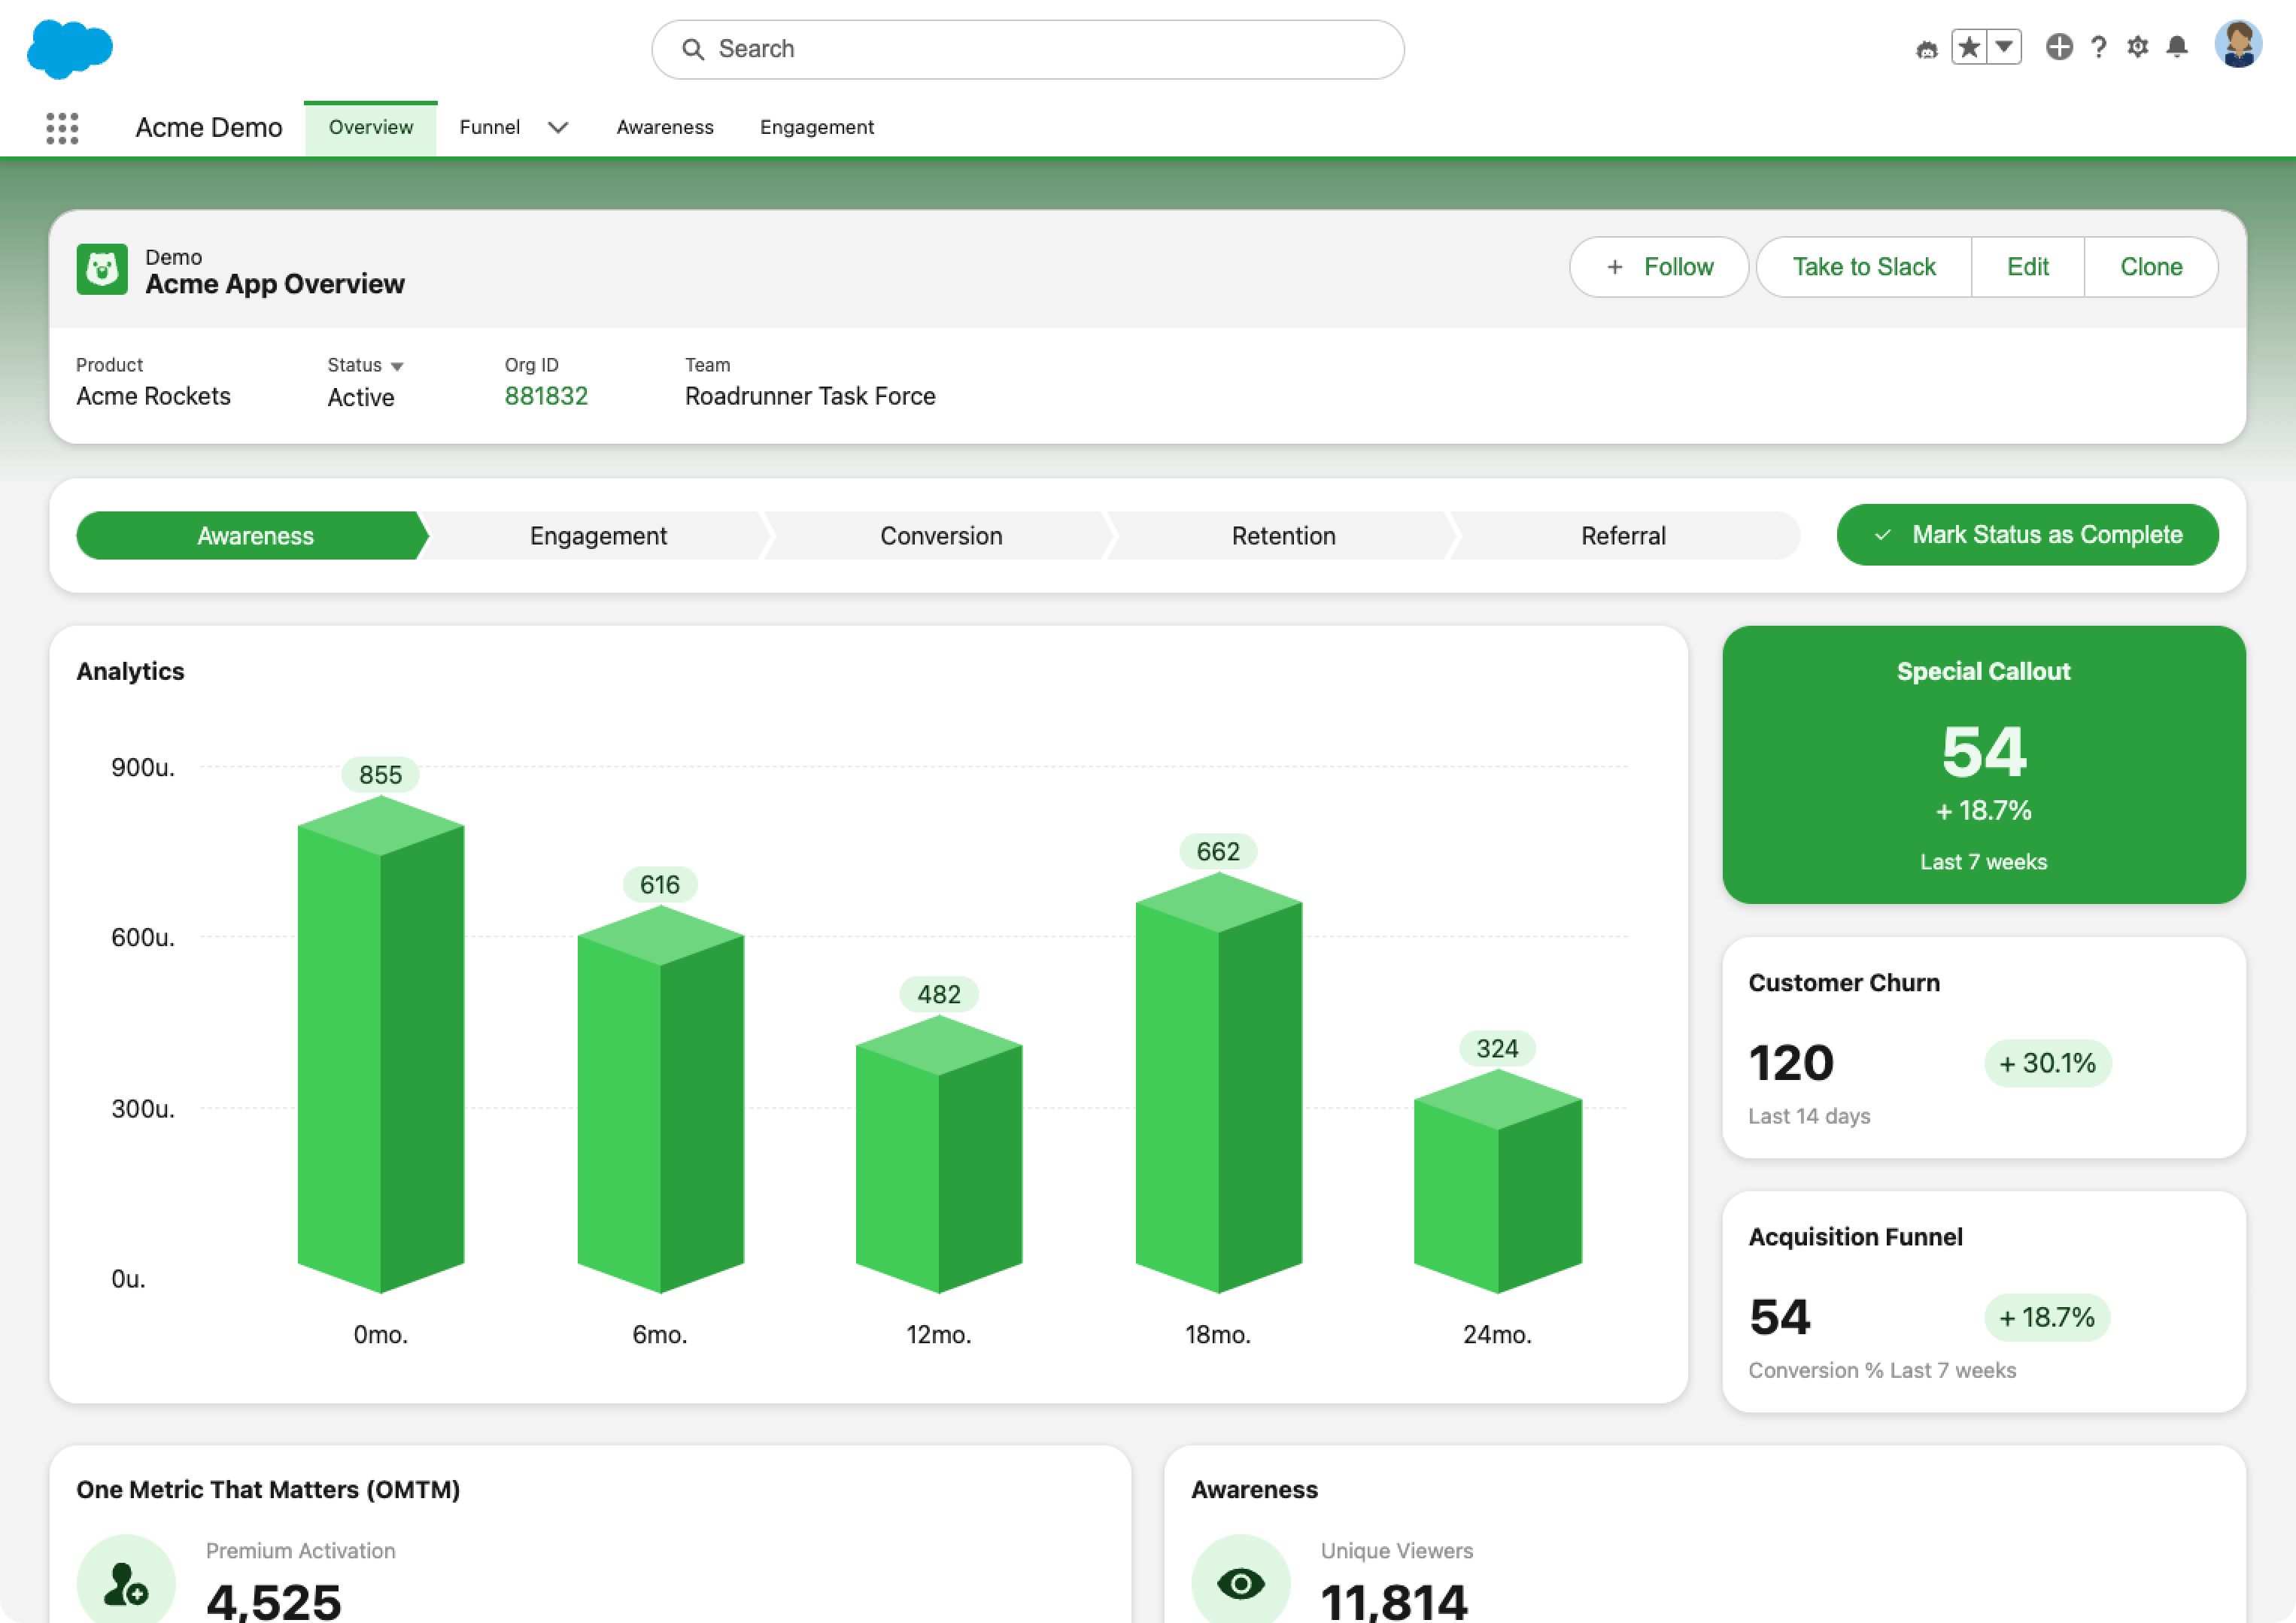 Search
Acme Demo
Overview
Funnel
Awareness
Engagement
Demo
Acme App Overview
+ Follow
Take to Slack
Edit
Clone
Product
Acme Rockets
Status
Active
Org ID
881832
Team
Roadrunner Task Force
Awareness
Engagement
Conversion
Retention
Referral
Mark Status as Complete
Analytics
900u.
600u.
300u.
0u.
855
616
482
662
324
0mo.
6mo.
12mo.
18mo.
24mo.
Special Callout
54
+ 18.7%
Last 7 weeks
Customer Churn
120
+ 30.1%
Last 14 days
Acquisition Funnel
54
+ 18.7%
Conversion % Last 7 weeks
One Metric That Matters (OMTM)
Premium Activation
4,525
Awareness
Unique Viewers
11,814